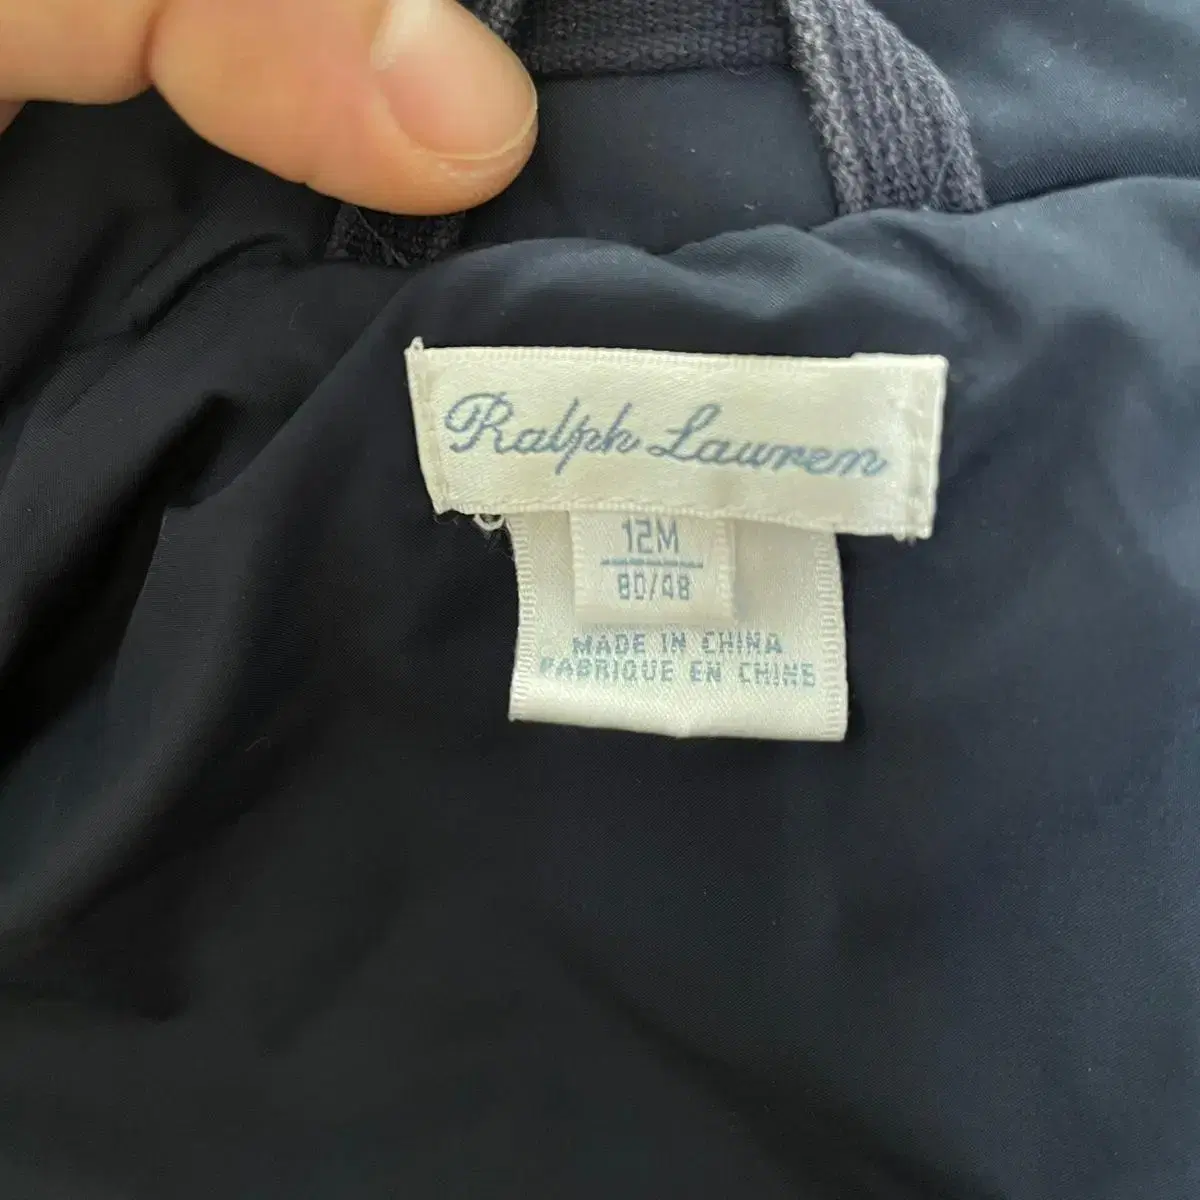 Ralph Lauren
12M
80/48
MADE IN CHINA
FABRIQUE EN CHINE